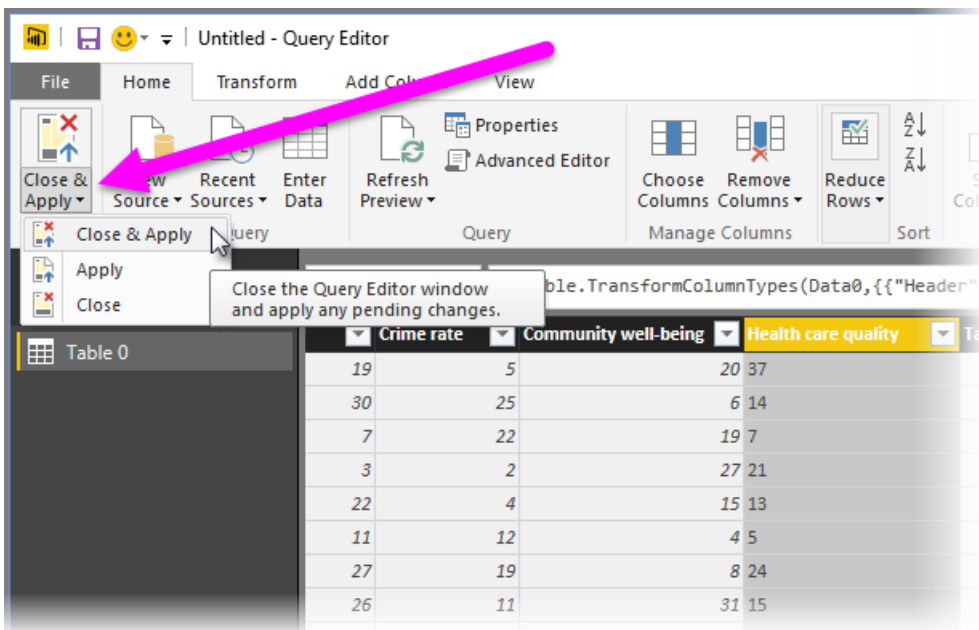 Untitled - Query Editor
File Home Transform Add View
Close & Apply
Source
Recent Sources
Enter Data
Refresh Preview
Properties
Advanced Editor
Choose Columns
Remove Columns
Reduce Rows
Query Manage Columns Sort
Close & Apply
Apply
Close
Close the Query Editor window
and apply any pending changes.
TransformColumnTypes(Data0,{{"Header"
Table 0
Crime rate Community well-being Health care quality
19 5 20 37
30 25 6 14
7 22 19 7
3 2 27 21
22 4 15 13
11 12 4 5
27 19 8 24
26 11 31 15